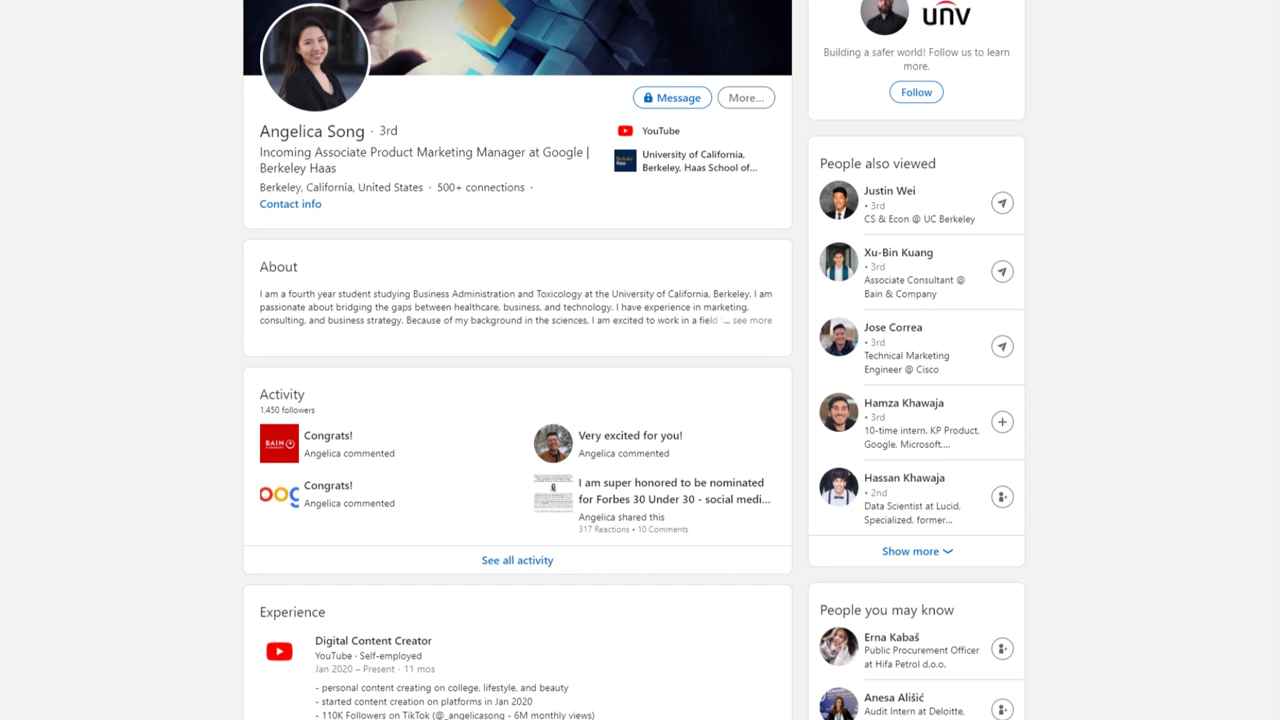 Angelica Song · 3rd
Incoming Associate Product Marketing Manager at Google |
Berkeley Haas
Berkeley, California, United States · 500+ connections ·
Contact info
Message
More...
YouTube
University of California,
Berkeley, Haas School of...
About
I am a fourth year student studying Business Administration and Toxicology at the University of California, Berkeley. I am
passionate about bridging the gaps between healthcare, business, and technology. I have experience in marketing,
consulting, and business strategy. Because of my background in the sciences, I am excited to work in a field ... see more
Activity
1,450 followers
BAIN
Congrats!
Angelica commented
Very excited for you!
Angelica commented
Congrats!
Angelica commented
I am super honored to be nominated
for Forbes 30 Under 30 - social medi...
Angelica shared this
317 Reactions • 10 Comments
See all activity
Experience
Digital Content Creator
YouTube · Self-employed
Jan 2020 – Present · 11 mos
- personal content creating on college, lifestyle, and beauty
- started content creation on platforms in Jan 2020
- 110K Followers on TikTok (@_angelicasong - 6M monthly views)
unv
Building a safer world! Follow us to learn
more.
Follow
People also viewed
Justin Wei
• 3rd
CS & Econ @ UC Berkeley
Xu-Bin Kuang
• 3rd
Associate Consultant @
Bain & Company
Jose Correa
• 3rd
Technical Marketing
Engineer @ Cisco
Hamza Khawaja
• 3rd
10-time intern. KP Product,
Google, Microsoft,...
Hassan Khawaja
• 2nd
Data Scientist at Lucid,
Specialized, former...
Show more
People you may know
Erna Kabaš
Public Procurement Officer
at Hifa Petrol d.o.o.
Anesa Ališić
Audit Intern at Deloitte.